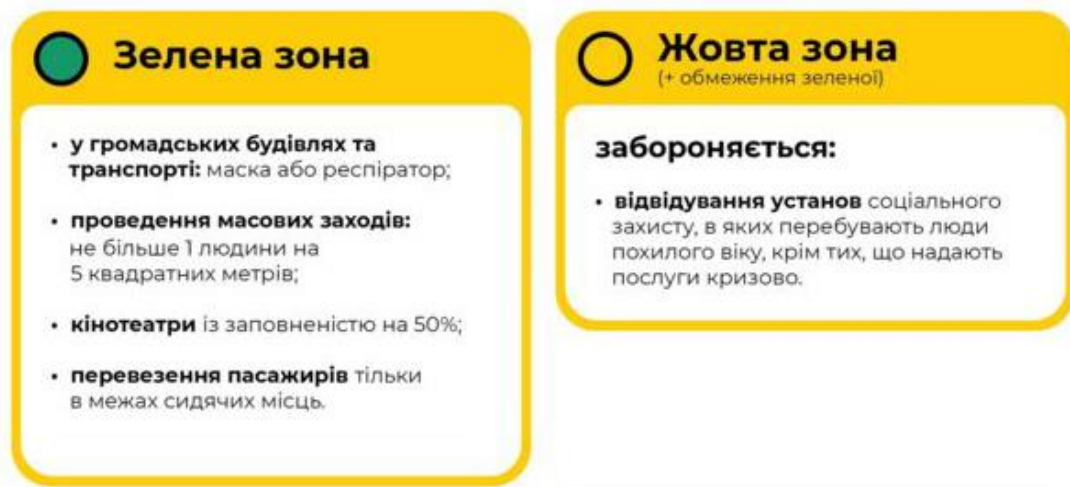 Зелена зона
• у громадських будівлях та
транспорті: маска або респіратор;
• проведення масових заходів:
не більше 1 людини на
5 квадратних метрів;
• кінотеатри із заповненістю на 50%;
• перевезення пасажирів тільки
в межах сидячих місць.
Жовта зона
(+ обмеження зеленої)
забороняється:
• відвідування установ соціального
захисту, в яких перебувають люди
похилого віку, крім тих, що надають
послуги кризово.